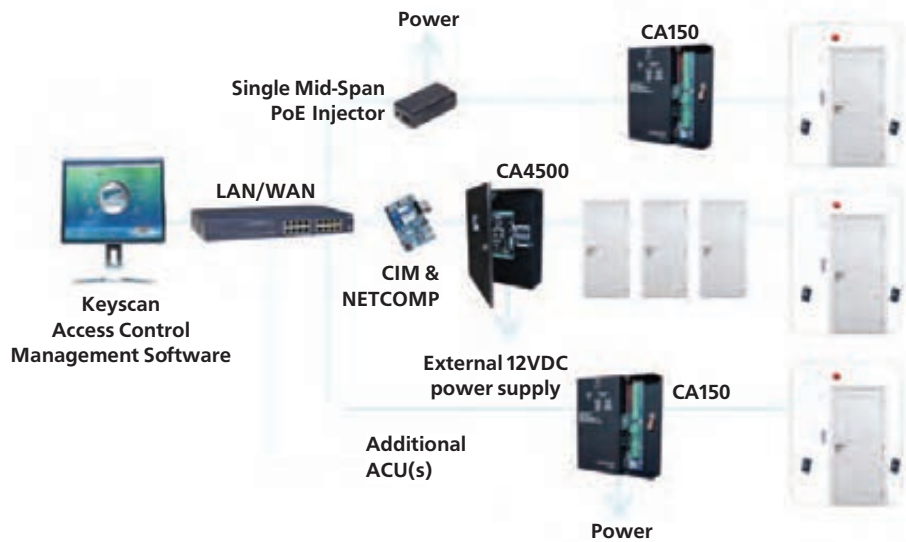 Power
CA150
Single Mid-Span
PoE Injector
CA4500
LAN/WAN
CIM &
NETCOMP
Keyscan
Access Control
Management Software
External 12VDC
power supply
CA150
Additional
ACU(s)
Power